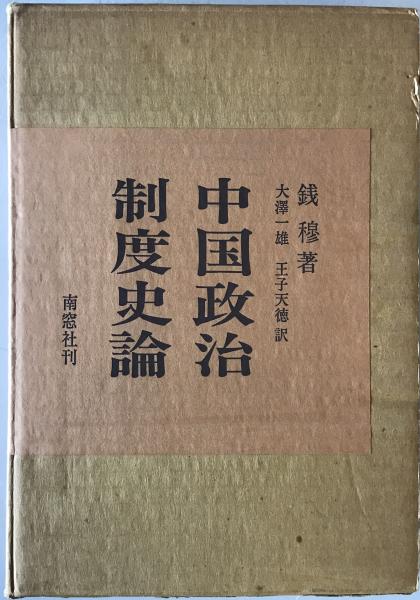 銭穆著
大澤一雄 王子天徳訳
中国政治
制度史論
南窓社刊